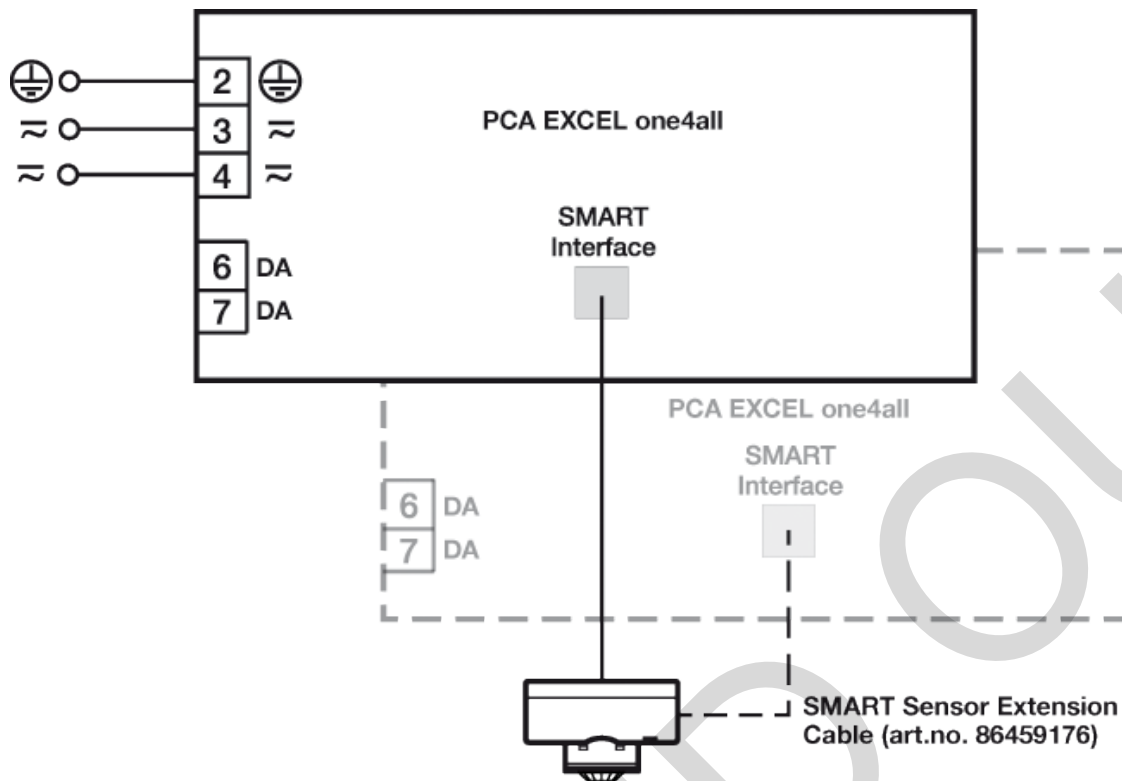 2
3
4
PCA EXCEL one4all
SMART
Interface
6 DA
7 DA
PCA EXCEL one4all
SMART
Interface
6 DA
7 DA
SMART Sensor Extension
Cable (art.no. 86459176)